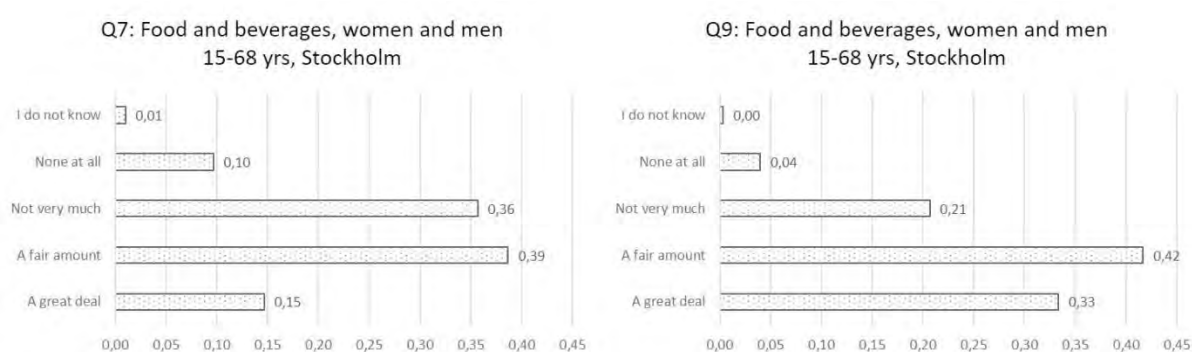 Q7: Food and beverages, women and men
15-68 yrs, Stockholm
I do not know
0,01
None at all
0,10
Not very much
0,36
A fair amount
0,39
A great deal
0,15
0,00 0,05 0,10 0,15 0,20 0,25 0,30 0,35 0,40 0,45
Q9: Food and beverages, women and men
15-68 yrs, Stockholm
I do not know
0,00
None at all
0,04
Not very much
0,21
A fair amount
0,42
A great deal
0,33
0,00 0,05 0,10 0,15 0,20 0,25 0,30 0,35 0,40 0,45